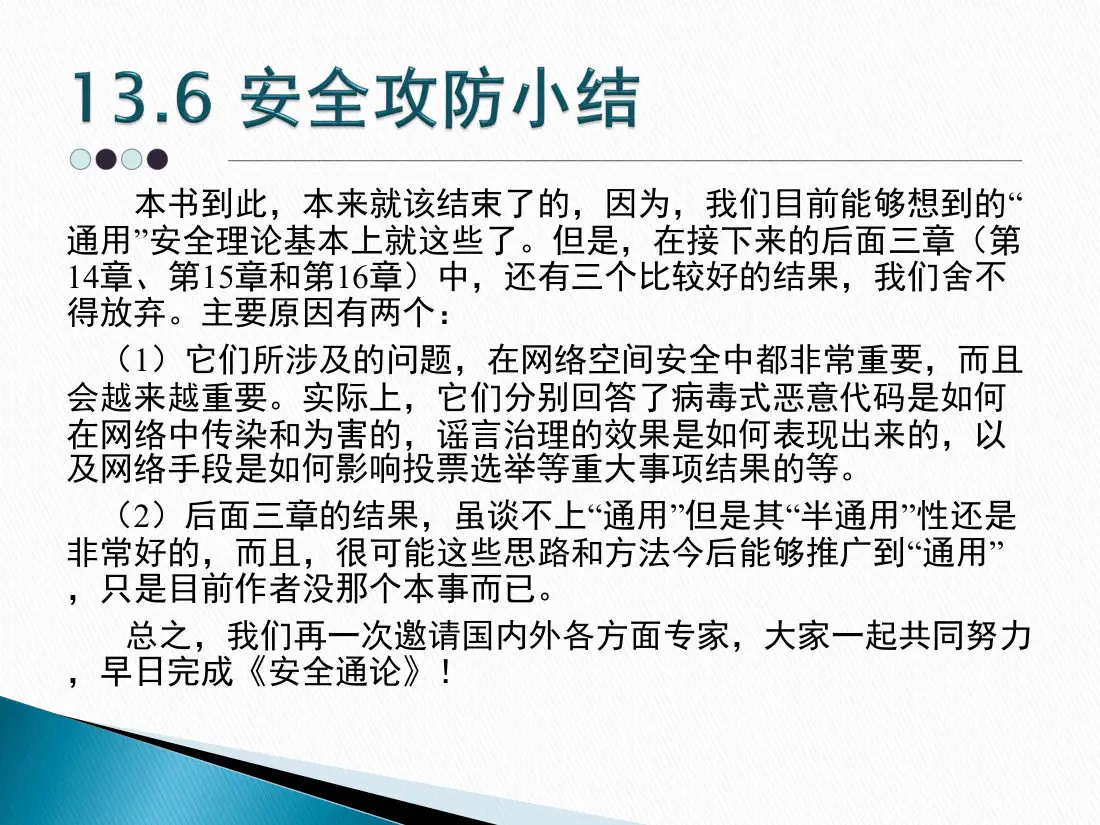 13.6 安全攻防小结
本书到此，本来就该结束了的，因为，我们目前能够想到的“
通用”安全理论基本上就这些了。但是，在接下来的后面三章（第
14章、第15章和第16章）中，还有三个比较好的结果，我们舍不
得放弃。主要原因有两个：
（1）它们所涉及的问题，在网络空间安全中都非常重要，而且
会越来越重要。实际上，它们分别回答了病毒式恶意代码是如何
在网络中传染和为害的，谣言治理的效果是如何表现出来的，以
及网络手段是如何影响投票选举等重大事项结果的等。
（2）后面三章的结果，虽谈不上“通用”但是其“半通用”性还是
非常好的，而且，很可能这些思路和方法今后能够推广到“通用”
，只是目前作者没那个本事而已。
总之，我们再一次邀请国内外各方面专家，大家一起共同努力
，早日完成《安全通论》！